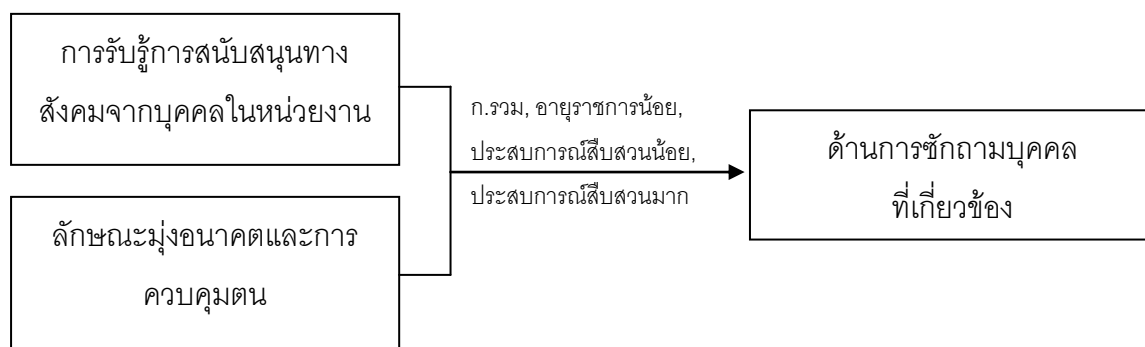 การรับรู้การสนับสนุนทาง
สังคมจากบุคคลในหน่วยงาน
ลักษณะมุ่งอนาคตและการ
ควบคุมตน
ก.รวม, อายุราชการน้อย,
ประสบการณ์สืบสวนน้อย,
ประสบการณ์สืบสวนมาก
ด้านการซักถามบุคคล
ที่เกี่ยวข้อง